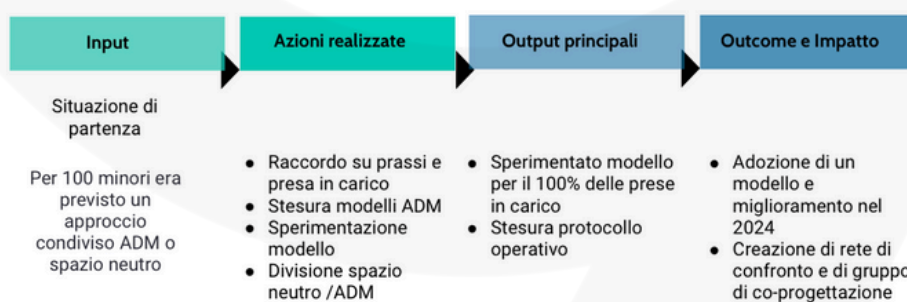 Input
Azioni realizzate
Output principali
Outcome e Impatto
Situazione di
partenza
Per 100 minori era
previsto un
approccio
condiviso ADM o
spazio neutro
● Raccordo su prassi e
presa in carico
● Stesura modelli ADM
● Sperimentazione
modello
● Divisione spazio
neutro /ADM
● Sperimentato modello
per il 100% delle prese
in carico
● Stesura protocollo
operativo
● Adozione di un
modello e
miglioramento nel
2024
● Creazione di rete di
confronto e di gruppo
di co-progettazione